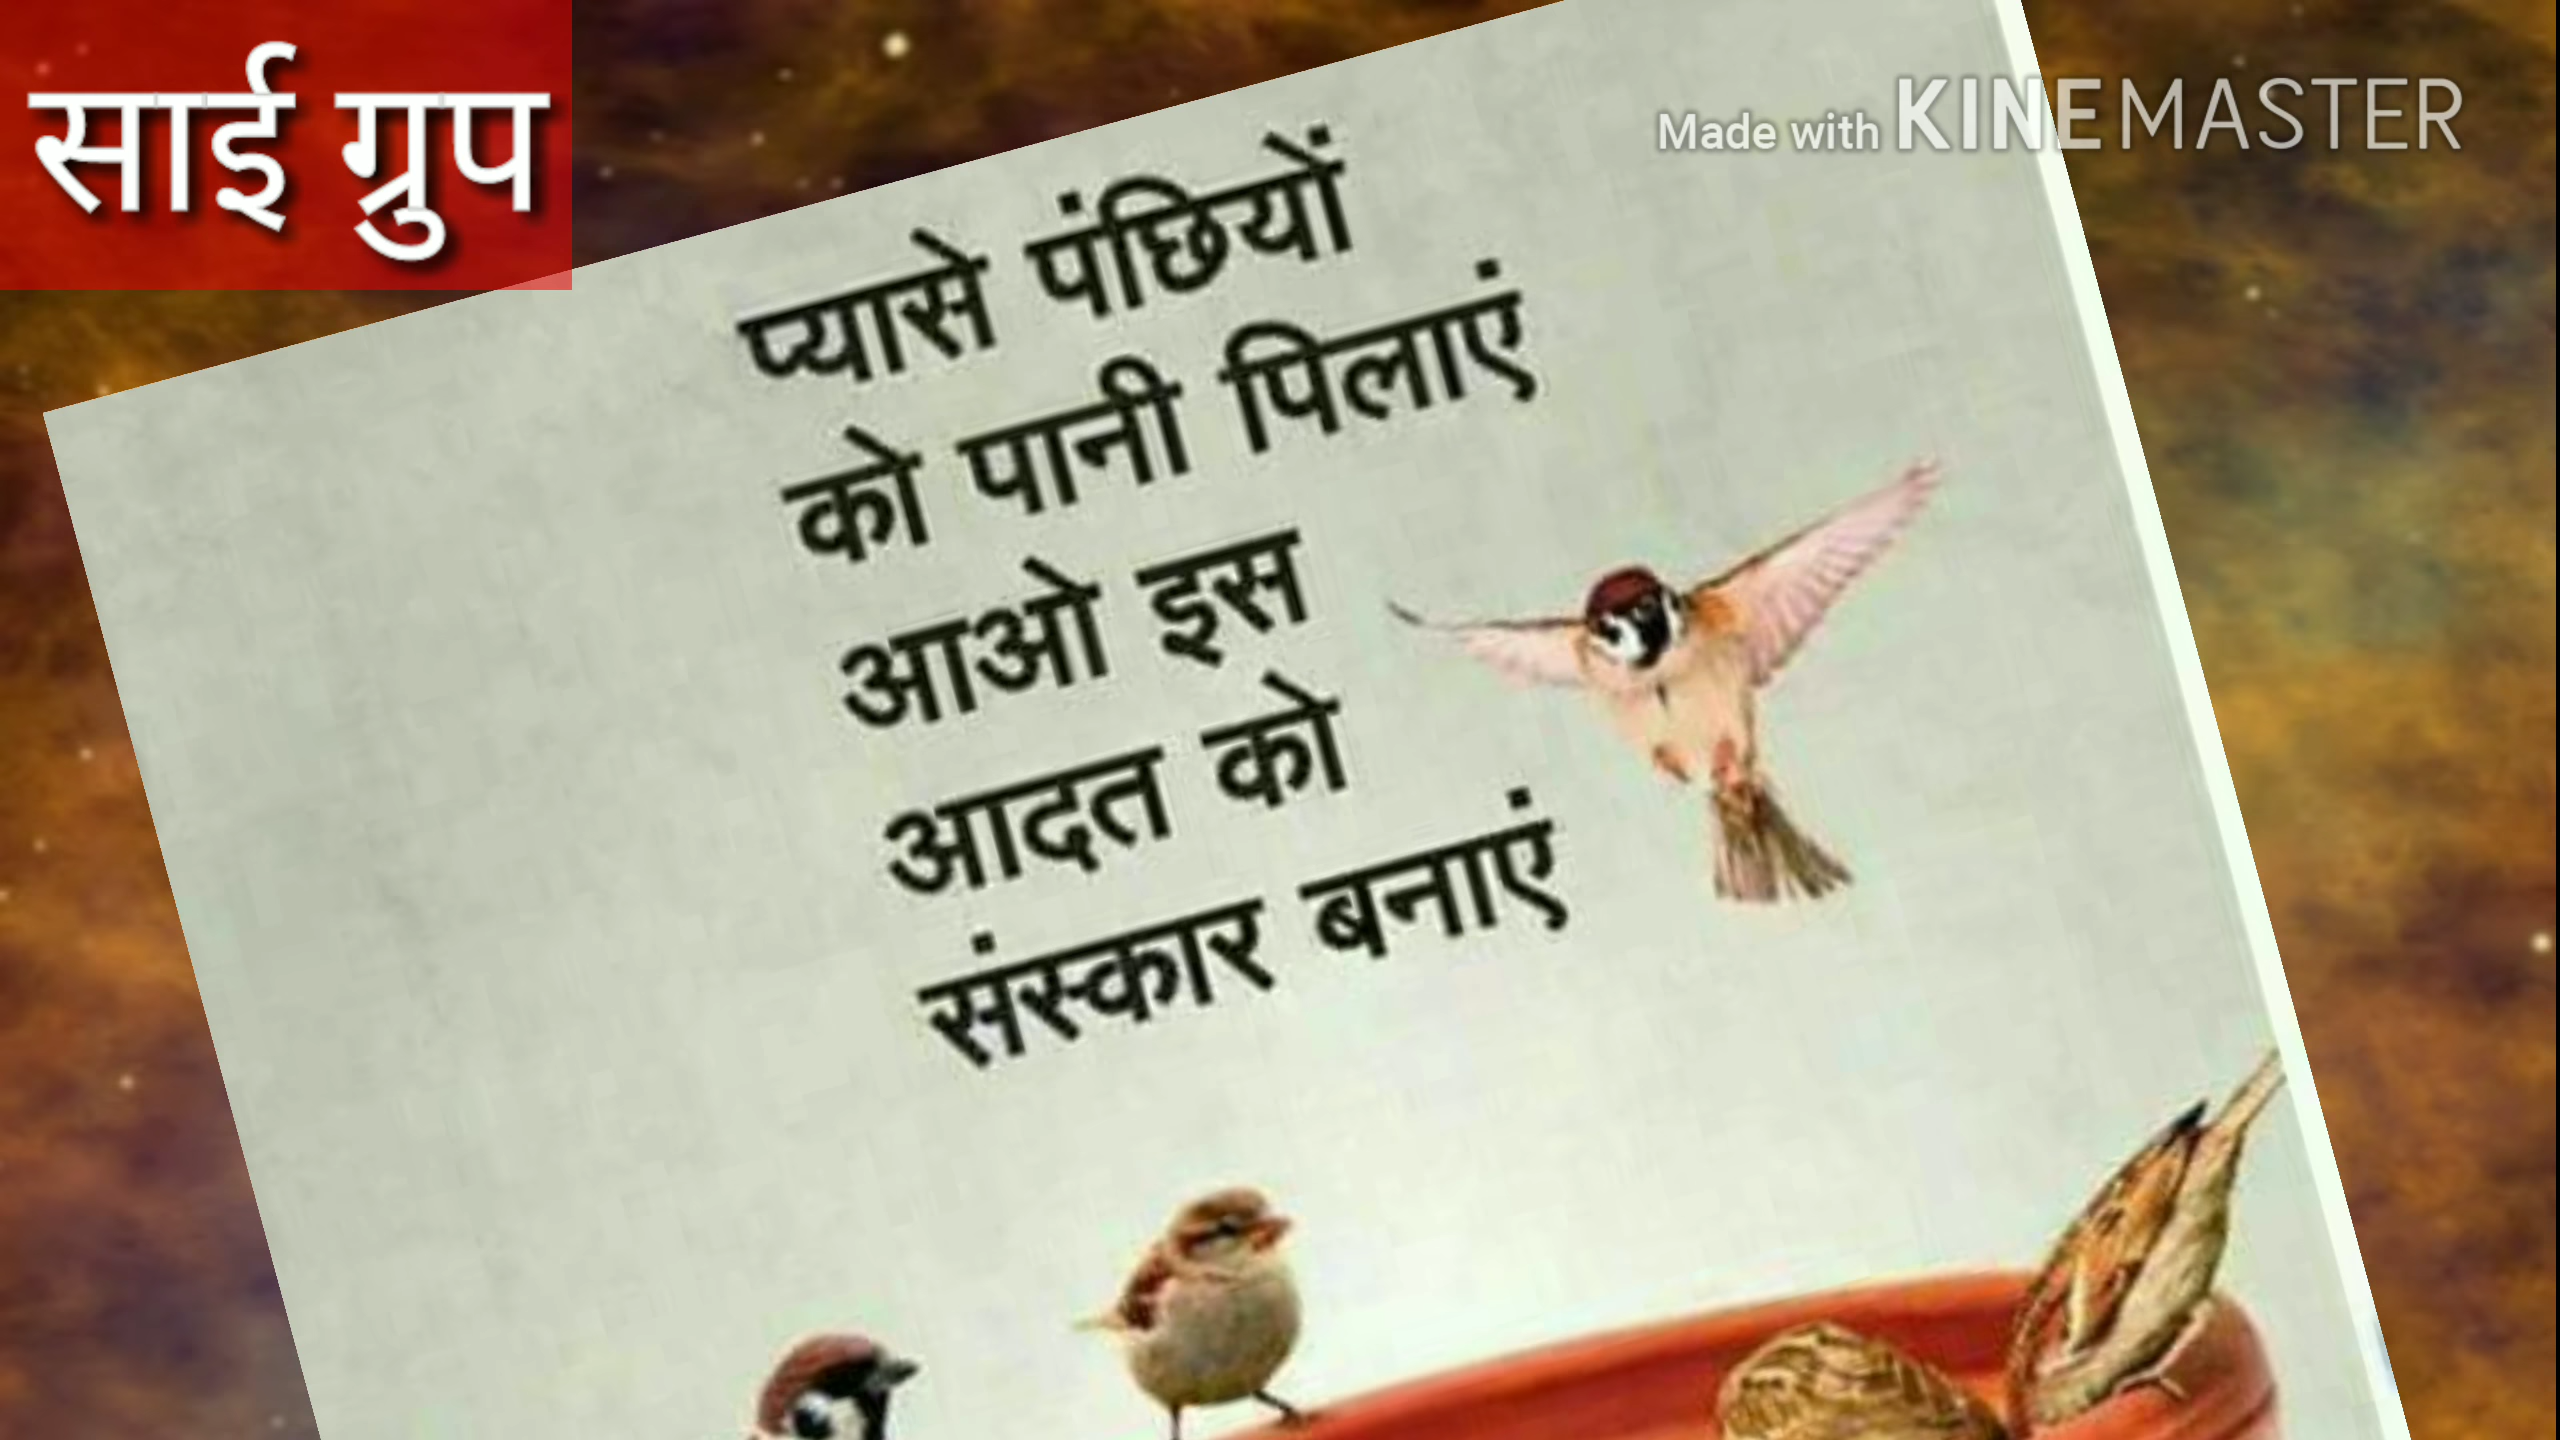 साई ग्रुप
Made with KINEMASTER
प्यासे पंछियों
को पानी पिलाएं
आओ इस
आदत को
संस्कार बनाएं